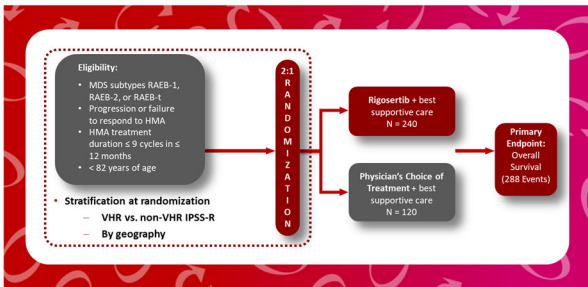 Eligibility:
• MDS subtypes RAEB-1,
RAEB-2, or RAEB-t
• Progression or failure
to respond to HMA
• HMA treatment
duration ≤ 9 cycles in ≤
12 months
• < 82 years of age
• Stratification at randomization
– VHR vs. non-VHR IPSS-R
– By geography
2:1
RANDOMIZATION
Rigosertib + best
supportive care
N = 240
Physician's Choice of
Treatment + best
supportive care
N = 120
Primary
Endpoint:
Overall
Survival
(288 Events)